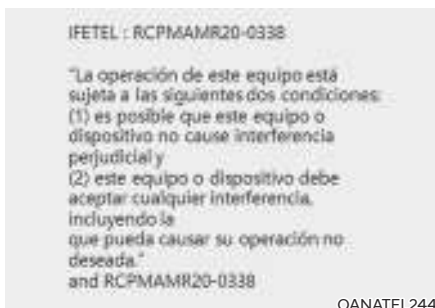 IFETEL : RCPMAMR20-0338
"La operación de este equipo está
sujeta a las siguientes dos condiciones:
(1) es posible que este equipo o
dispositivo no cause interferencia
perjudicial y
(2) este equipo o dispositivo debe
aceptar cualquier interferencia,
incluyendo la
que pueda causar su operación no
deseada."
and RCPMAMR20-0338
OANATEL244